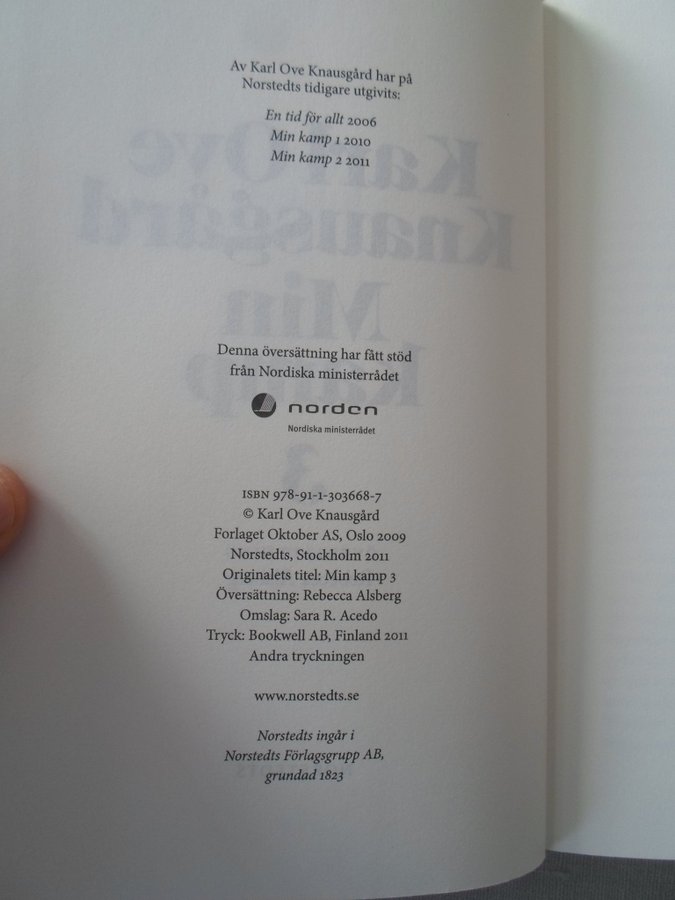 Av Karl Ove Knausgård har på
Norstedts tidigare utgivits:
En tid för allt 2006
Min kamp 1 2010
Min kamp 2 2011
Denna översättning har fått stöd
från Nordiska ministerrådet
norden
Nordiska ministerrådet
ISBN 978-91-1-303668-7
© Karl Ove Knausgård
Forlaget Oktober AS, Oslo 2009
Norstedts, Stockholm 2011
Originalets titel: Min kamp 3
Översättning: Rebecca Alsberg
Omslag: Sara R. Acedo
Tryck: Bookwell AB, Finland 2011
Andra tryckningen
www.norstedts.se
Norstedts ingår i
Norstedts Förlagsgrupp AB,
grundad 1823